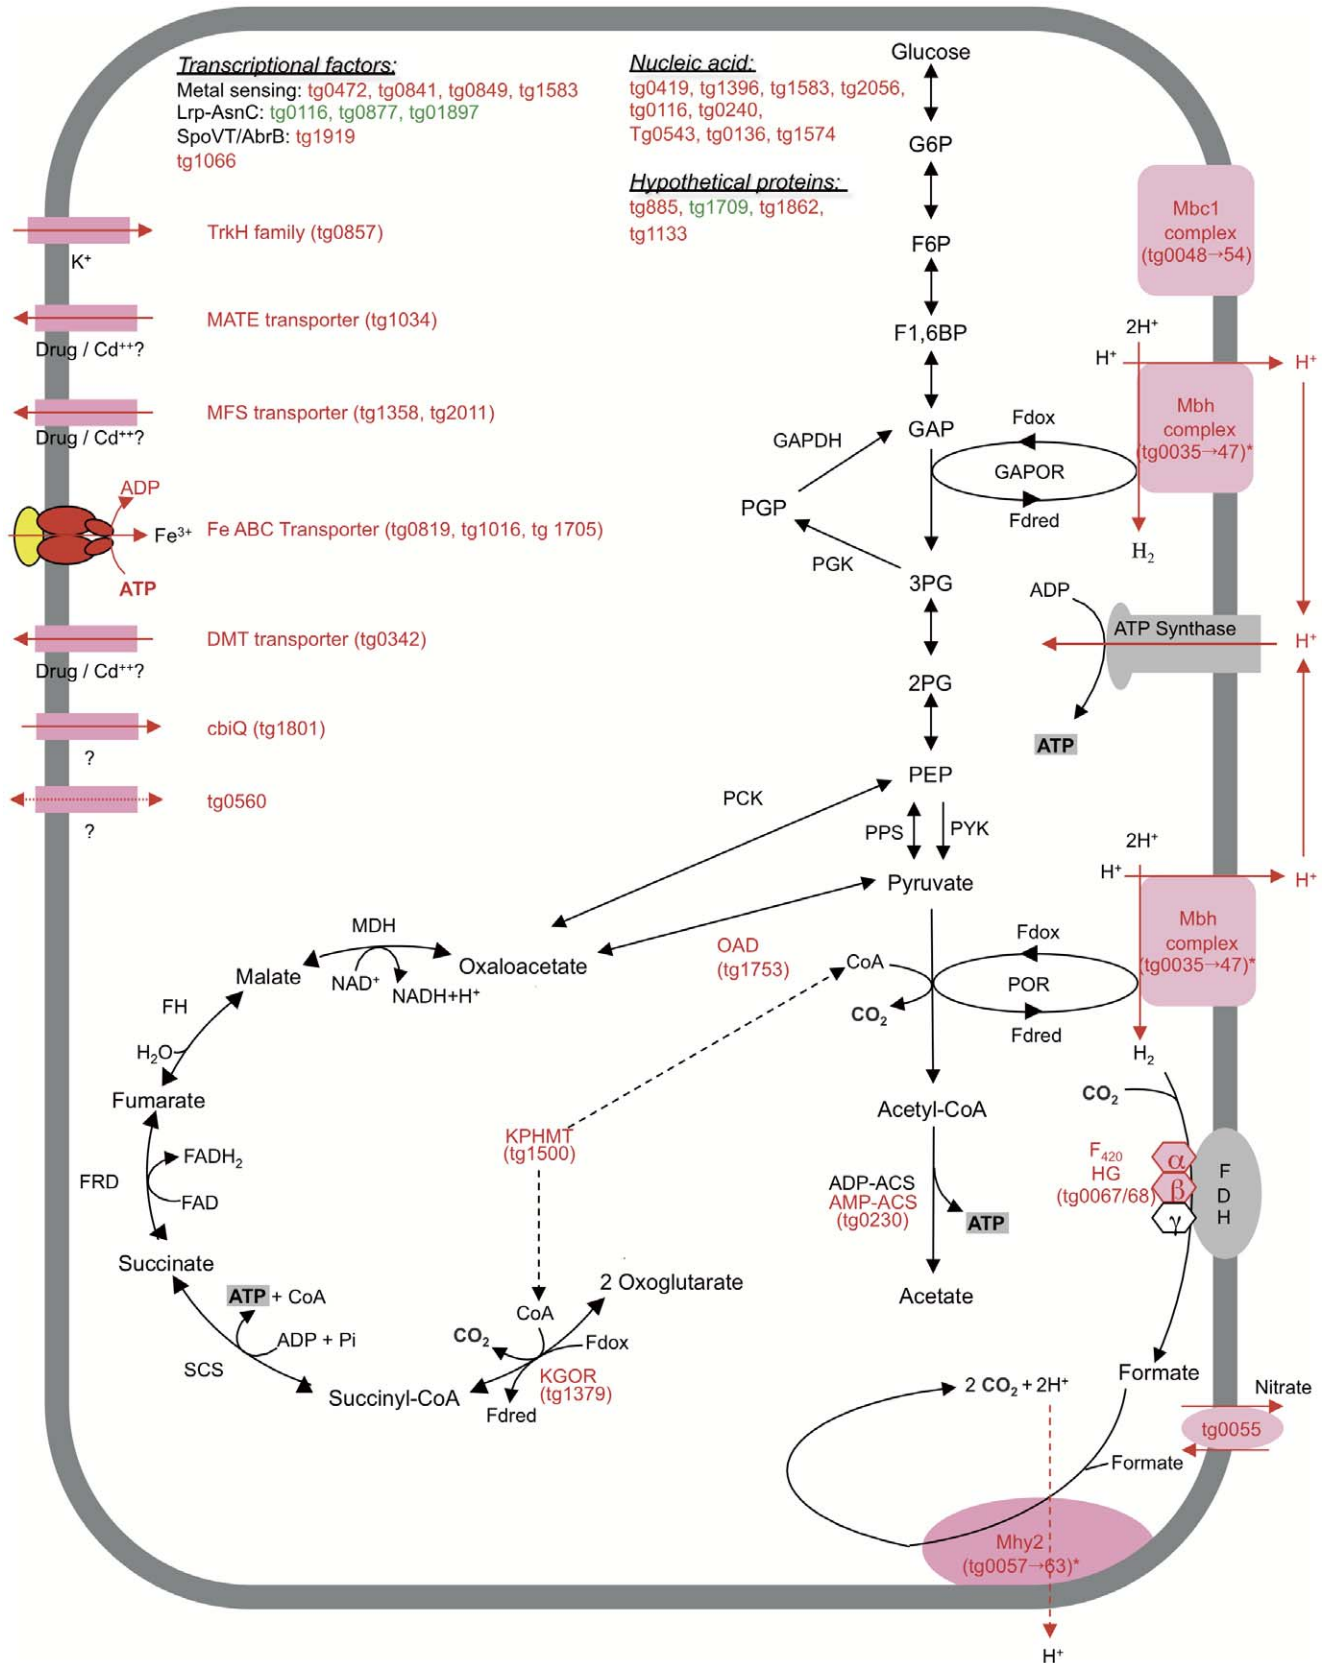 Transcriptional factors:
Metal sensing: tg0472, tg0841, tg0849, tg1583
Lrp-AsnC: tg0116, tg0877, tg01897
SpoVT/AbrB: tg1919
tg1066
Nucleic acid:
tg0419, tg1396, tg1583, tg2056,
tg0116, tg0240,
Tg0543, tg0136, tg1574
Hypothetical proteins:
tg885, tg1709, tg1862,
tg1133
TrkH family (tg0857)
K+
MATE transporter (tg1034)
Drug / Cd++?
MFS transporter (tg1358, tg2011)
Drug / Cd++?
ADP
Fe3+
Fe ABC Transporter (tg0819, tg1016, tg 1705)
ATP
DMT transporter (tg0342)
Drug / Cd++?
cbiQ (tg1801)
?
tg0560
?
Glucose
G6P
F6P
F1,6BP
GAP
GAPDH
PGP
PGK
3PG
2PG
PEP
PCK
PPS
PYK
Pyruvate
Fdox
GAPOR
Fdred
Mbc1
complex
(tg0048→54)
2H+
H+
H+
Mbh
complex
(tg0035→47)*
H2
ADP
ATP Synthase
H+
ATP
2H+
H+
H+
Mbh
complex
(tg0035→47)*
Fdox
POR
Fdred
H2
CoA
CO2
OAD
(tg1753)
MDH
Malate
NAD+
NADH+H+
Oxaloacetate
FH
H2O
Fumarate
FRD
FADH2
FAD
Succinate
ATP + CoA
ADP + Pi
SCS
Succinyl-CoA
KPHMT
(tg1500)
CoA
CO2
Fdox
Fdred
KGOR
(tg1379)
2 Oxoglutarate
Acetyl-CoA
ADP-ACS
AMP-ACS
(tg0230)
ATP
Acetate
CO2
F420
HG
(tg0067/68)
α
β
γ
F
D
H
Formate
Nitrate
tg0055
Formate
2 CO2 + 2H+
Mhy2
(tg0057→63)*
H+